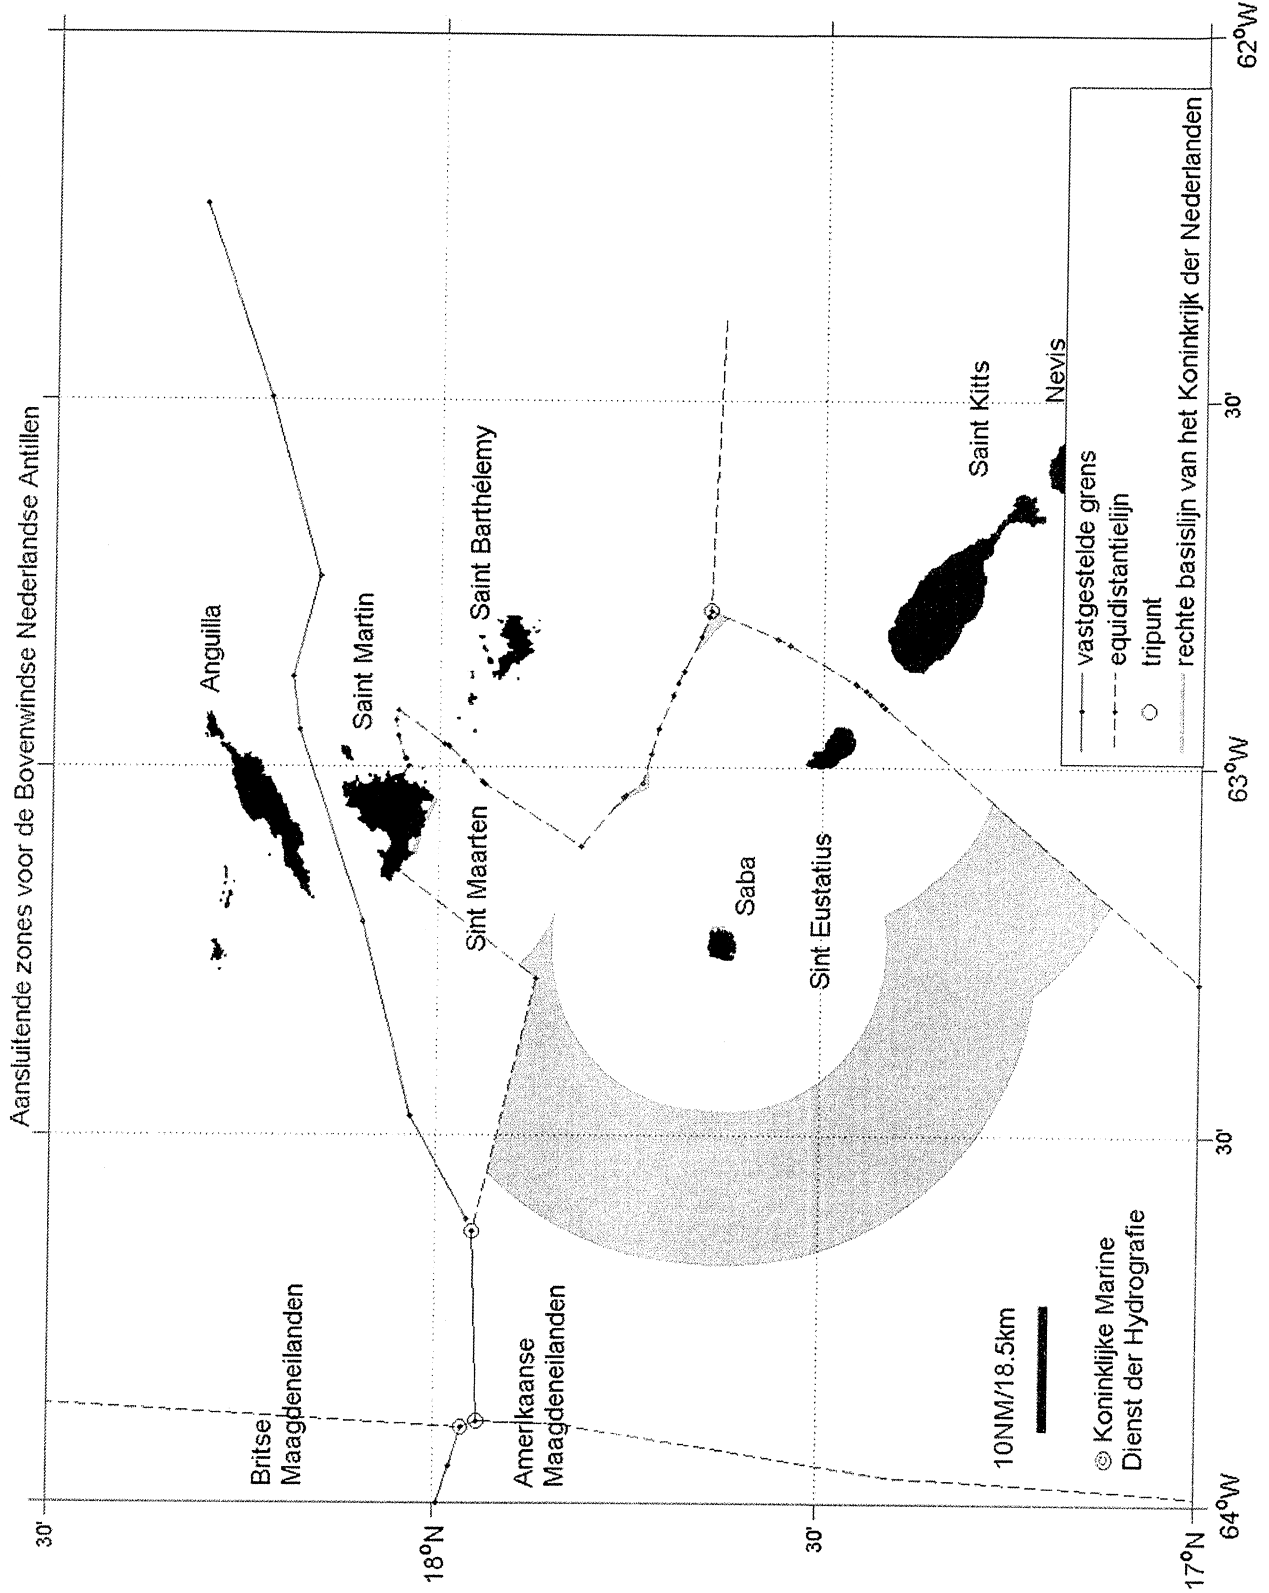 Aansluitende zones voor de Bovenwindse Nederlandse Antillen
30'
18°N
30'
17°N
64°W
30'
63°W
30'
62°W
Britse
Maagdeneilanden
Amerikaanse
Maagdeneilanden
Anguilla
Saint Martin
Sint Maarten
Saint Barthélemy
Saba
Sint Eustatius
Saint Kitts
Nevis
10NM/18.5km
© Koninklijke Marine
Dienst der Hydrografie
vastgestelde grens
equidistantielijn
tripunt
rechte basislijn van het Koninkrijk der Nederlanden